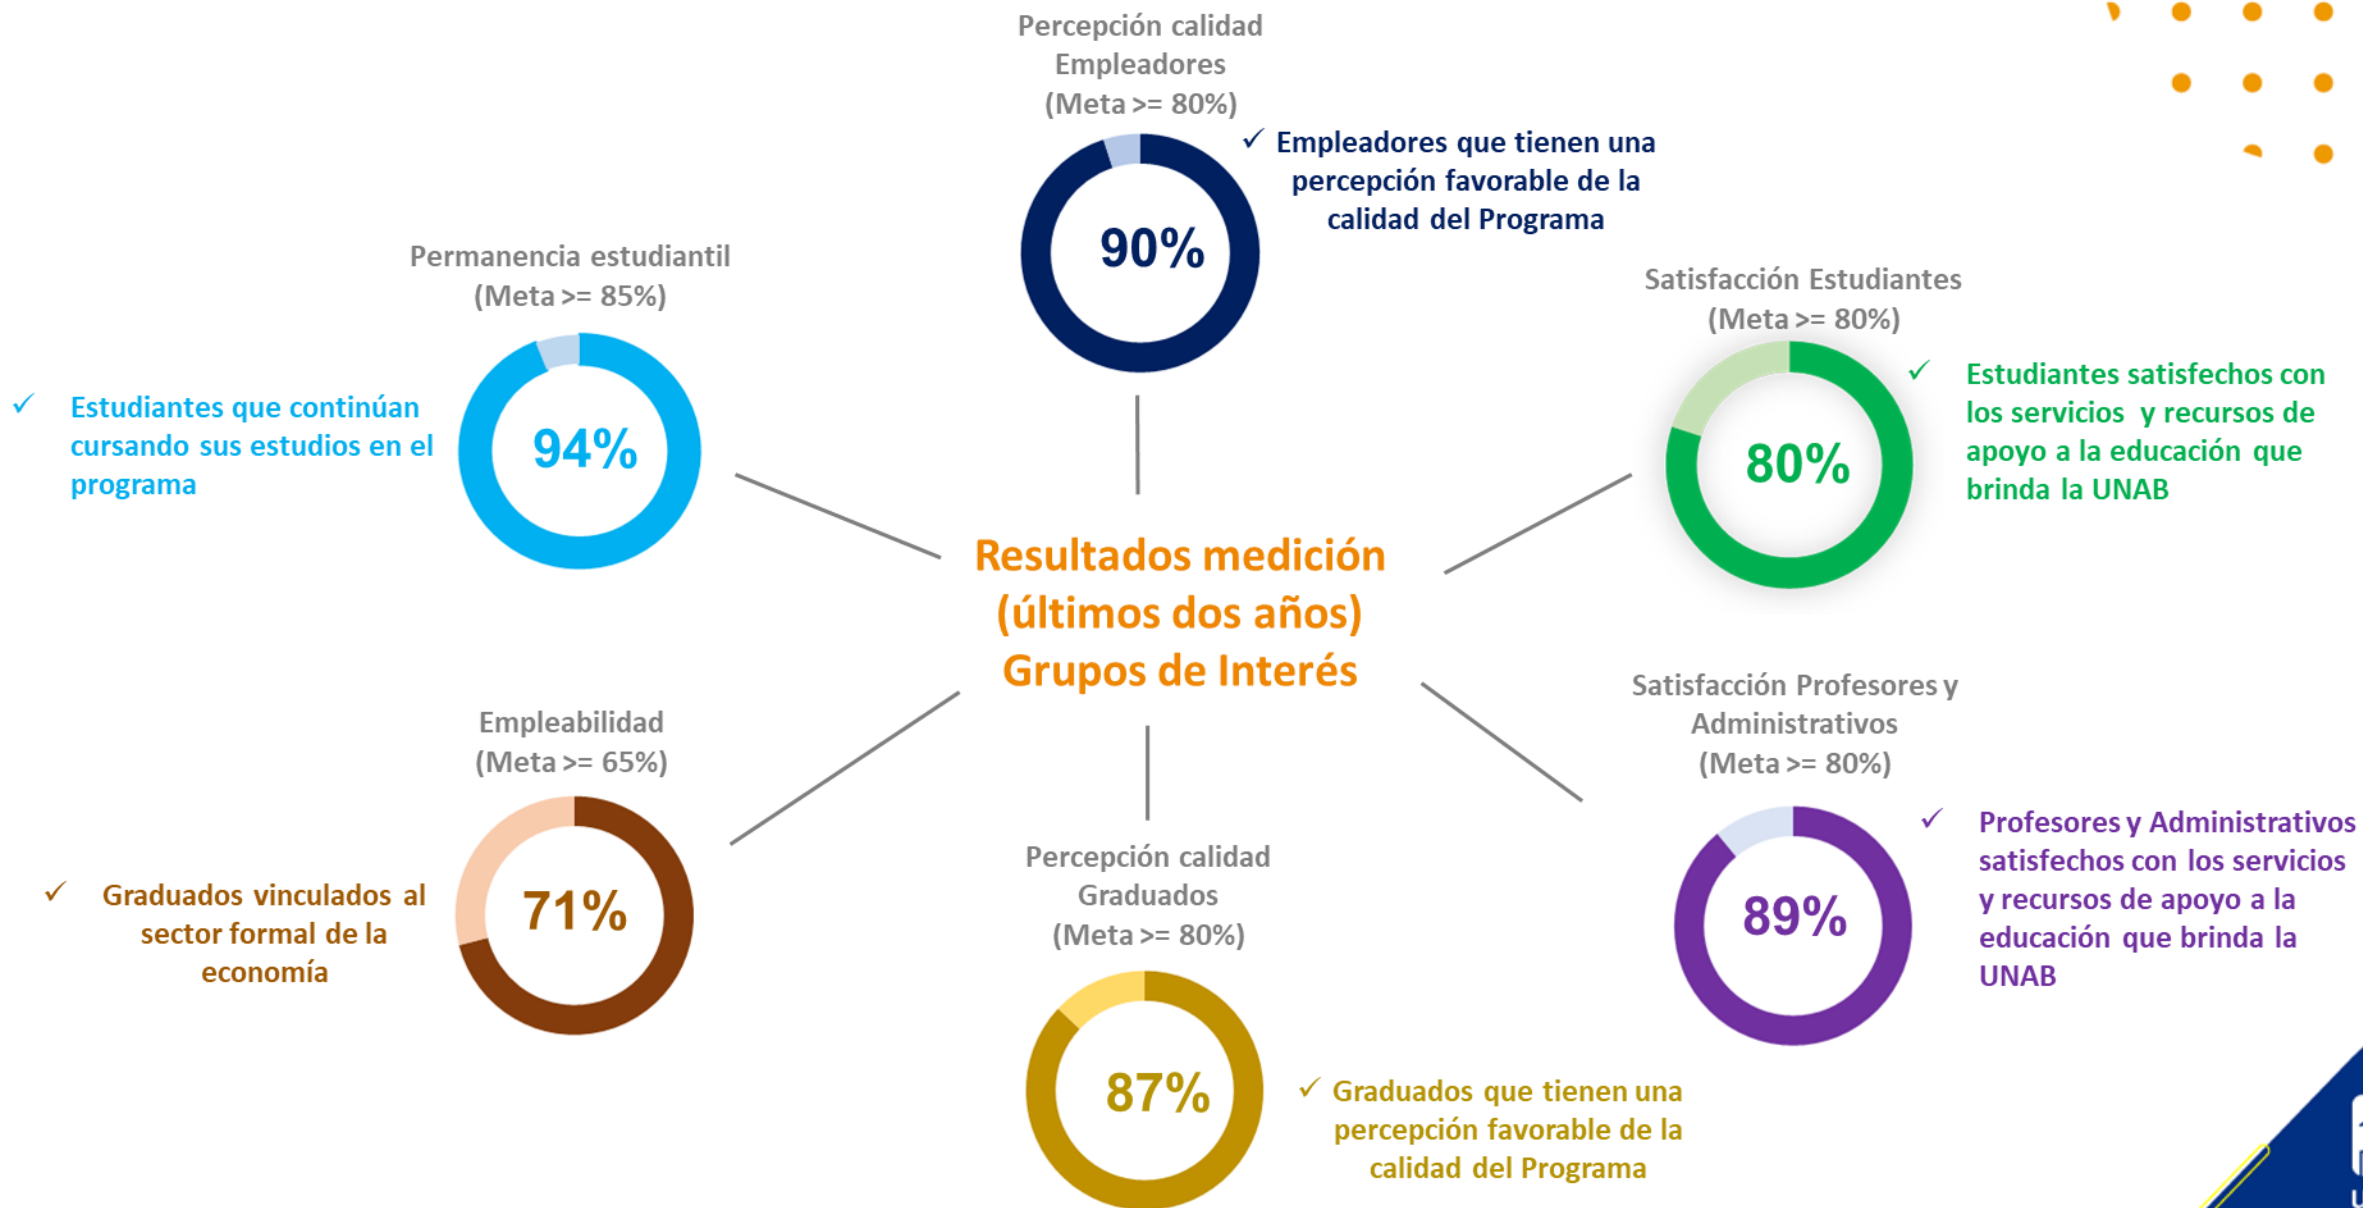 Percepción calidad
Empleadores
(Meta >= 80%)
90%
✓ Empleadores que tienen una
percepción favorable de la
calidad del Programa
Permanencia estudiantil
(Meta >= 85%)
94%
✓ Estudiantes que continúan
cursando sus estudios en el
programa
Satisfacción Estudiantes
(Meta >= 80%)
80%
✓ Estudiantes satisfechos con
los servicios y recursos de
apoyo a la educación que
brinda la UNAB
Resultados medición
(últimos dos años)
Grupos de Interés
Empleabilidad
(Meta >= 65%)
71%
✓ Graduados vinculados al
sector formal de la
economía
Percepción calidad
Graduados
(Meta >= 80%)
87%
✓ Graduados que tienen una
percepción favorable de la
calidad del Programa
Satisfacción Profesores y
Administrativos
(Meta >= 80%)
89%
✓ Profesores y Administrativos
satisfechos con los servicios
y recursos de apoyo a la
educación que brinda la
UNAB